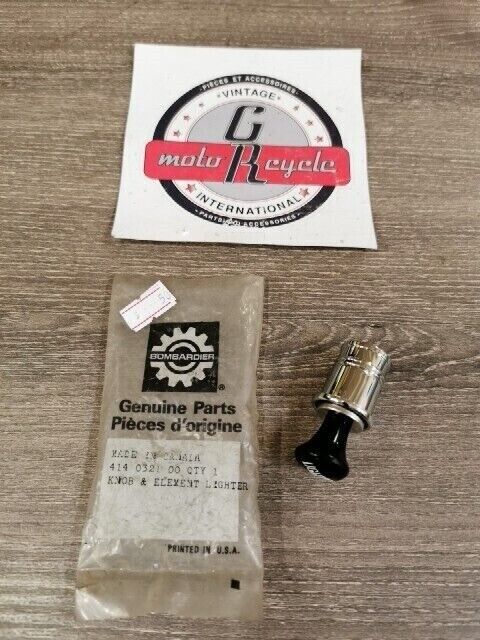 PIECES ET ACCESSOIRES
VINTAGE
G
moto R cycle
INTERNATIONAL
PARTS ACCESSORIES
BOMBARDIER
®
Genuine Parts
Pièces d'origine
MADE IN CANADA
414 0321 00 QTY 1
KNOB & ELEMENT LIGHTER
PRINTED IN U.S.A.